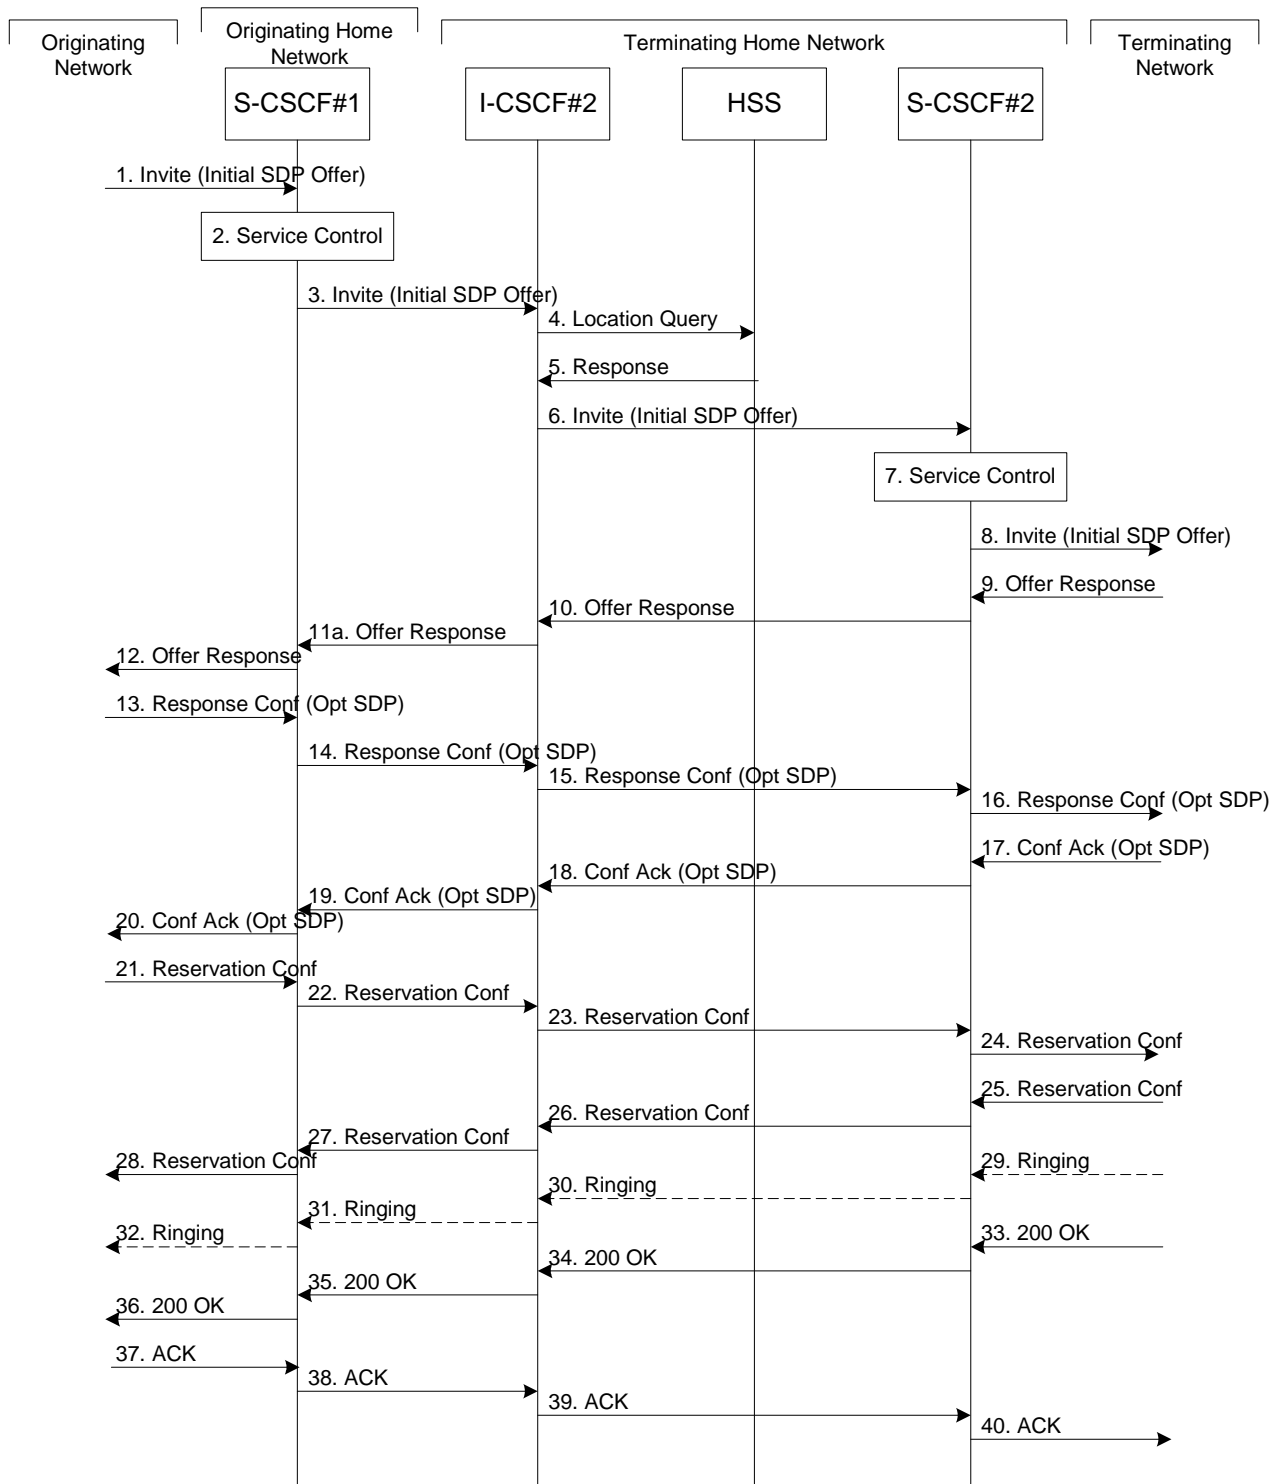 Originating
Network
Originating Home
Network
Terminating Home Network
Terminating
Network
S-CSCF#1
I-CSCF#2
HSS
S-CSCF#2
1. Invite (Initial SDP Offer)
2. Service Control
3. Invite (Initial SDP Offer)
4. Location Query
5. Response
6. Invite (Initial SDP Offer)
7. Service Control
8. Invite (Initial SDP Offer)
9. Offer Response
10. Offer Response
11a. Offer Response
12. Offer Response
13. Response Conf (Opt SDP)
14. Response Conf (Opt SDP)
15. Response Conf (Opt SDP)
16. Response Conf (Opt SDP)
17. Conf Ack (Opt SDP)
18. Conf Ack (Opt SDP)
19. Conf Ack (Opt SDP)
20. Conf Ack (Opt SDP)
21. Reservation Conf
22. Reservation Conf
23. Reservation Conf
24. Reservation Conf
25. Reservation Conf
26. Reservation Conf
27. Reservation Conf
28. Reservation Conf
29. Ringing
30. Ringing
31. Ringing
32. Ringing
33. 200 OK
34. 200 OK
35. 200 OK
36. 200 OK
37. ACK
38. ACK
39. ACK
40. ACK